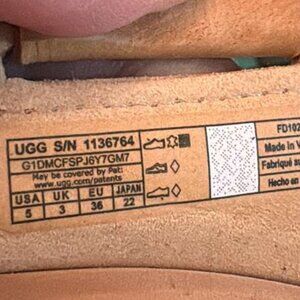 UGG S/N 1136764
G1DMCFSPJ6Y7GM7
May be covered by Pat:
www.ugg.com/patents
USA UK EU JAPAN
5 3 36 22
FD102
Made in V
Fabriqué a
Hecho en